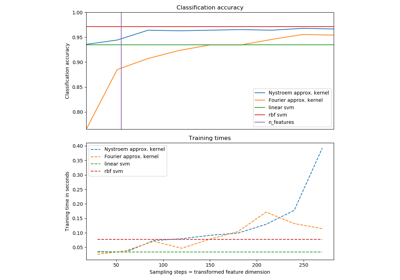 Classification accuracy
1.00
0.95
0.90
0.85
0.80
Classification accuracy
Nystroem approx. kernel
Fourier approx. kernel
linear svm
rbf svm
n_features
Training times
0.40
0.35
0.30
0.25
0.20
0.15
0.10
0.05
0.00
Training time in seconds
Nystroem approx. kernel
Fourier approx. kernel
linear svm
rbf svm
50 100 150 200 250
Sampling steps = transformed feature dimension